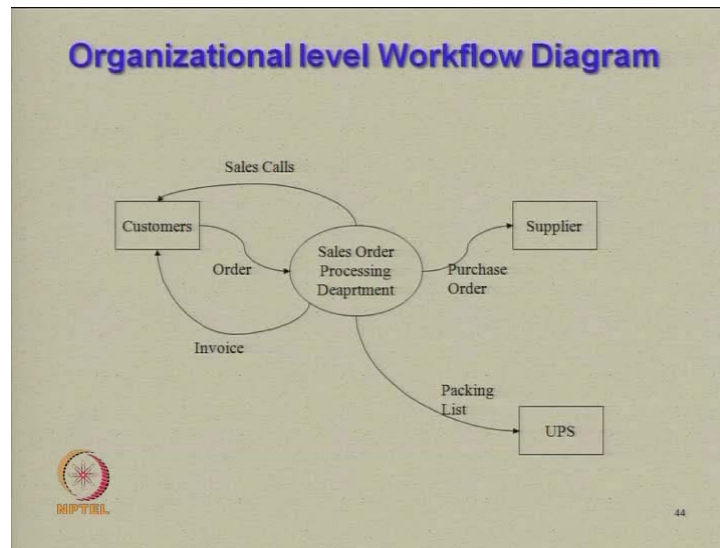 Organizational level Workflow Diagram
Sales Calls
Customers
Order
Invoice
Sales Order
Processing
Deaprtment
Supplier
Purchase
Order
Packing
List
UPS
NPTEL
44